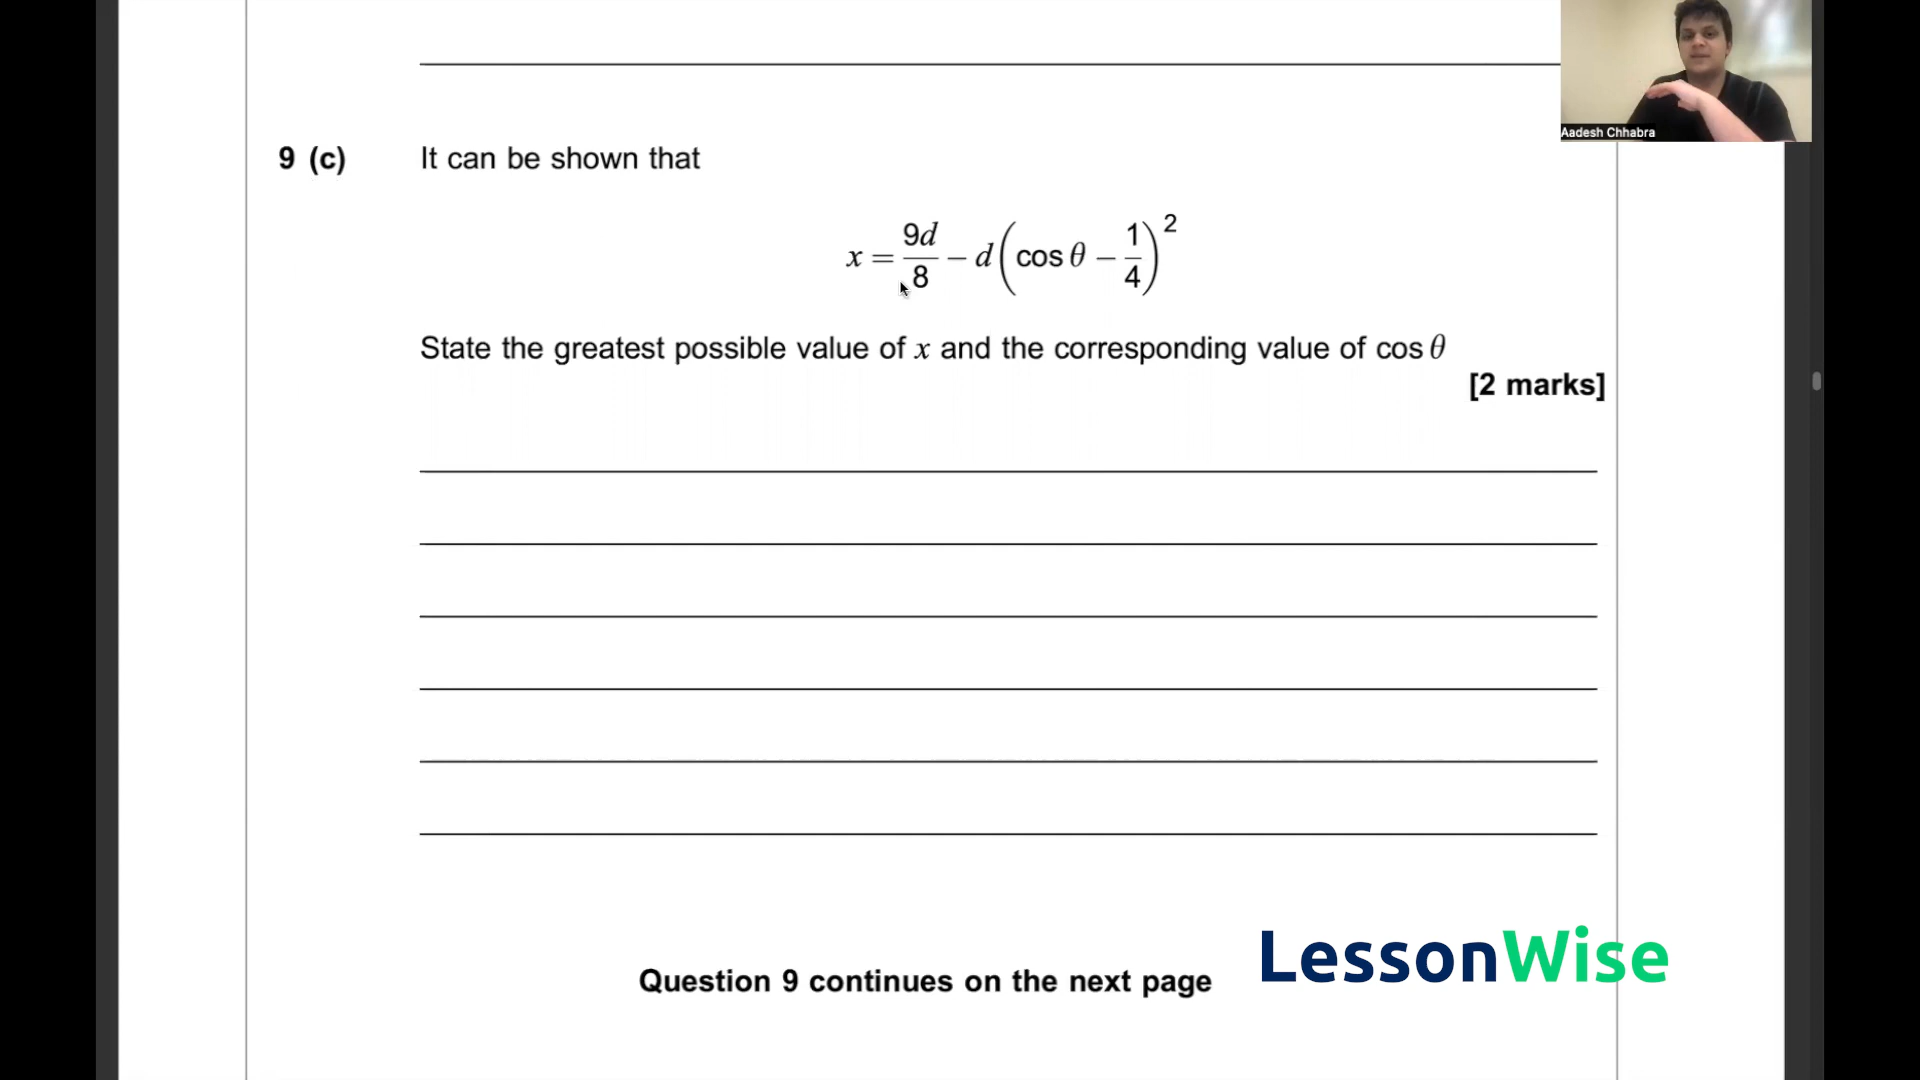 Aadesh Chhabra
9 (c) It can be shown that
x = 9d/8 − d(cos θ − 1/4)²
State the greatest possible value of x and the corresponding value of cos θ
[2 marks]
LessonWise
Question 9 continues on the next page